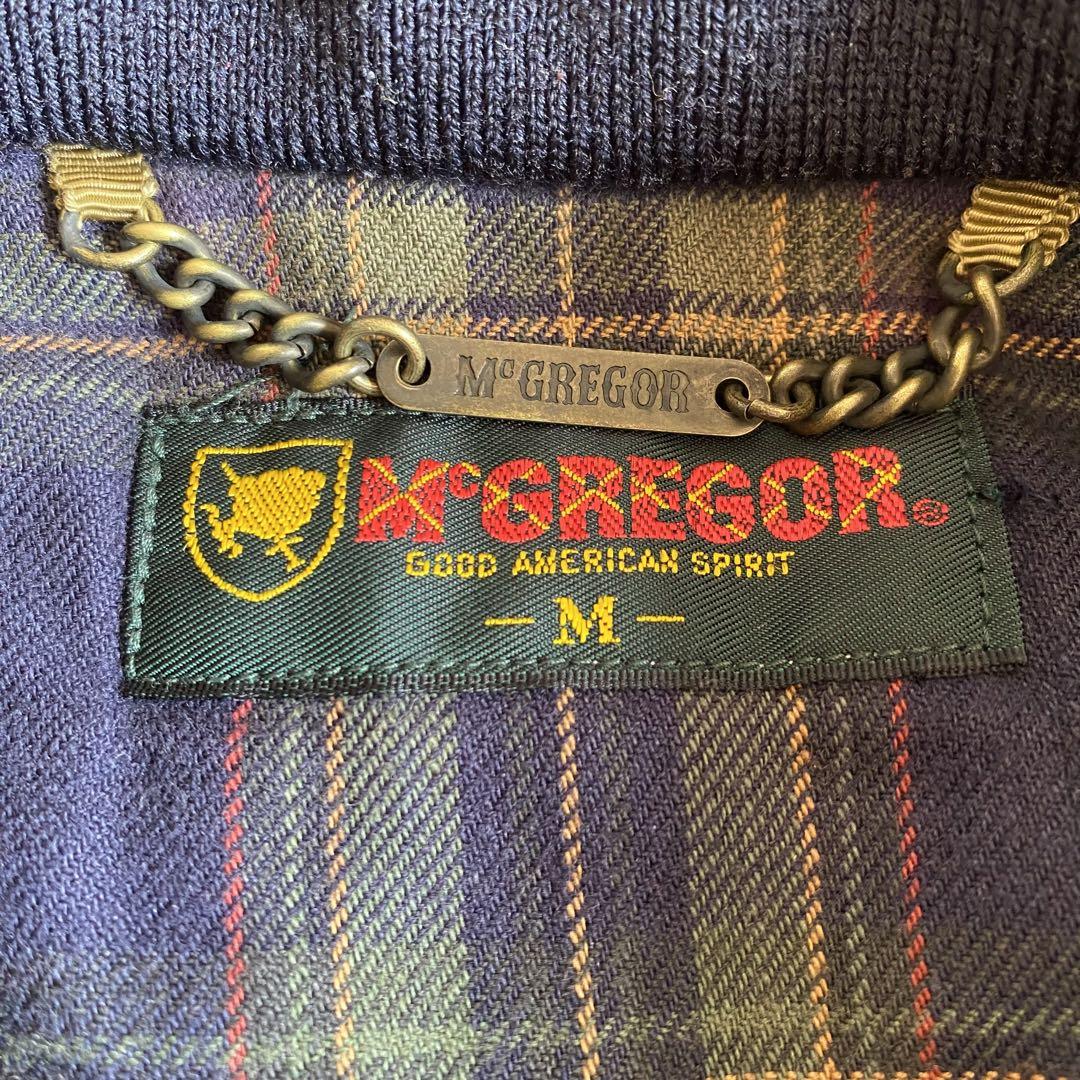 McGREGOR
McGREGOR®
GOOD AMERICAN SPIRIT
— M —